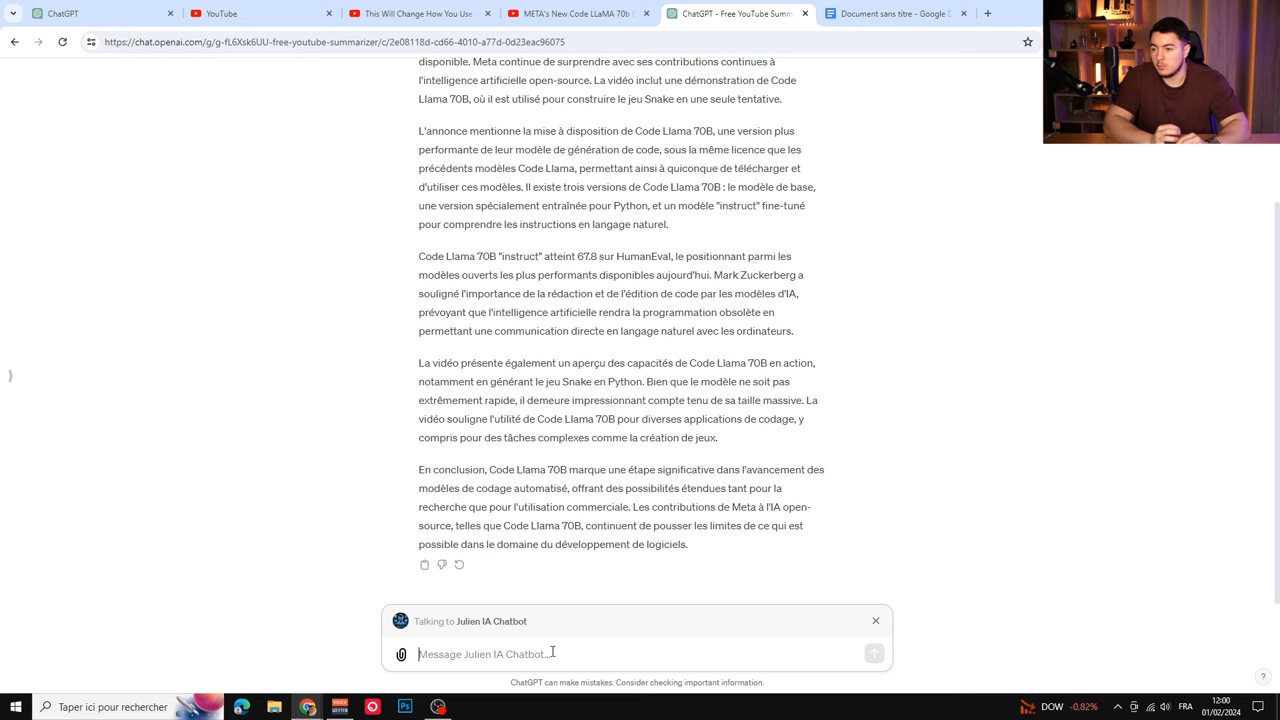 ChatGPT
YouTube
This Will Change How You Use
META's New Code LLaMA 70b
ChatGPT - Free YouTube Summ
Document sans titre - Google D
https://chat.openai.com/g/g-fL6Xsk6UU-free-youtube-summarizer/c/2e08118d-cd66-4010-a77d-0d23eac96075
disponible. Meta continue de surprendre avec ses contributions continues à
l'intelligence artificielle open-source. La vidéo inclut une démonstration de Code
Llama 70B, où il est utilisé pour construire le jeu Snake en une seule tentative.
L'annonce mentionne la mise à disposition de Code Llama 70B, une version plus
performante de leur modèle de génération de code, sous la même licence que les
précédents modèles Code Llama, permettant ainsi à quiconque de télécharger et
d'utiliser ces modèles. Il existe trois versions de Code Llama 70B : le modèle de base,
une version spécialement entraînée pour Python, et un modèle "instruct" fine-tuné
pour comprendre les instructions en langage naturel.
Code Llama 70B "instruct" atteint 67.8 sur HumanEval, le positionnant parmi les
modèles ouverts les plus performants disponibles aujourd'hui. Mark Zuckerberg a
souligné l'importance de la rédaction et de l'édition de code par les modèles d'IA,
prévoyant que l'intelligence artificielle rendra la programmation obsolète en
permettant une communication directe en langage naturel avec les ordinateurs.
La vidéo présente également un aperçu des capacités de Code Llama 70B en action,
notamment en générant le jeu Snake en Python. Bien que le modèle ne soit pas
extrêmement rapide, il demeure impressionnant compte tenu de sa taille massive. La
vidéo souligne l'utilité de Code Llama 70B pour diverses applications de codage, y
compris pour des tâches complexes comme la création de jeux.
En conclusion, Code Llama 70B marque une étape significative dans l'avancement des
modèles de codage automatisé, offrant des possibilités étendues tant pour la
recherche que pour l'utilisation commerciale. Les contributions de Meta à l'IA open-
source, telles que Code Llama 70B, continuent de pousser les limites de ce qui est
possible dans le domaine du développement de logiciels.
Talking to Julien IA Chatbot
Message Julien IA Chatbot...
ChatGPT can make mistakes. Consider checking important information.
?
Taper ici pour rechercher
Ps
DOW -0,82%
FRA
12:00
01/02/2024